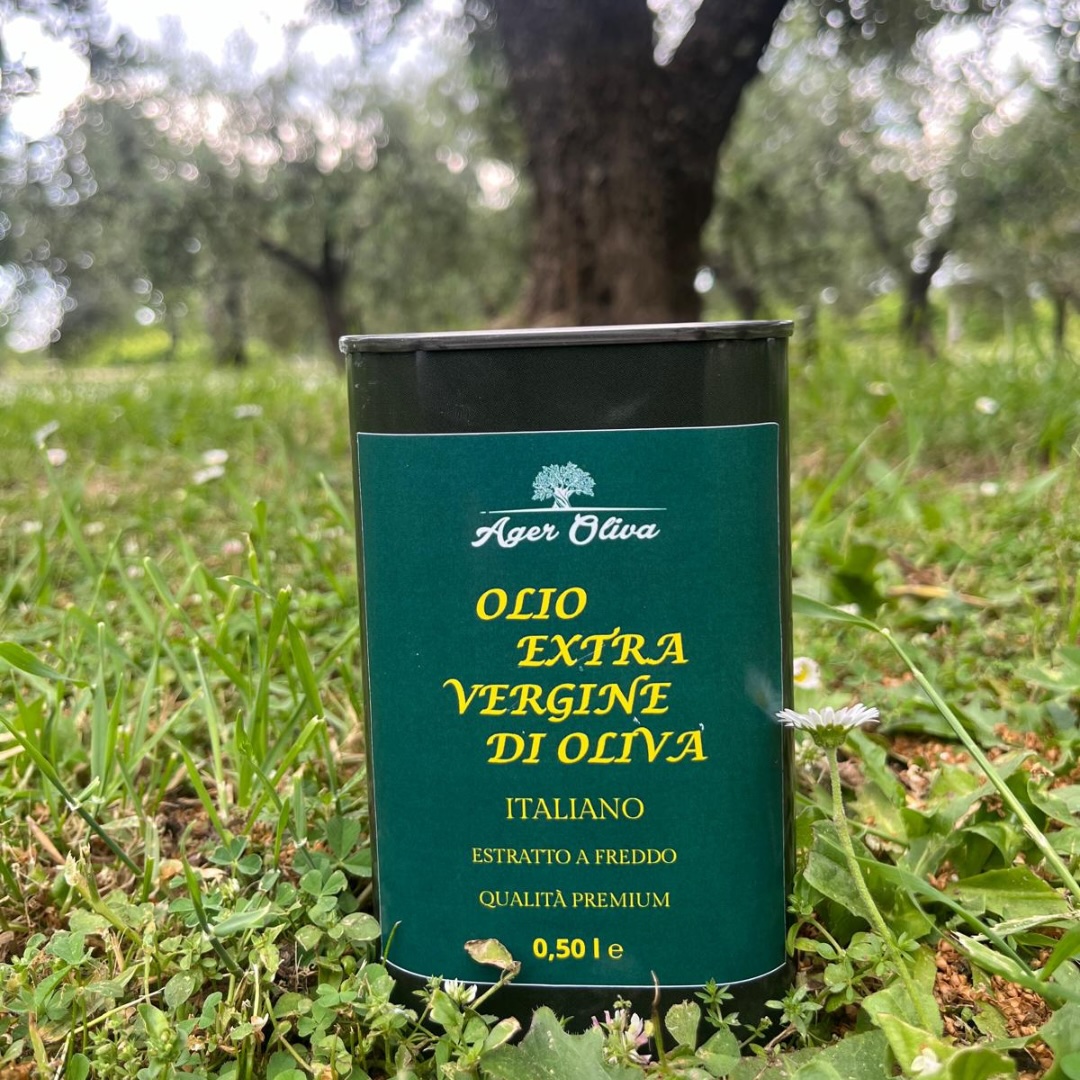 Ager Oliva
OLIO
EXTRA
VERGINE
DI OLIVA
ITALIANO
ESTRATTO A FREDDO
QUALITÀ PREMIUM
0,50 l ℮